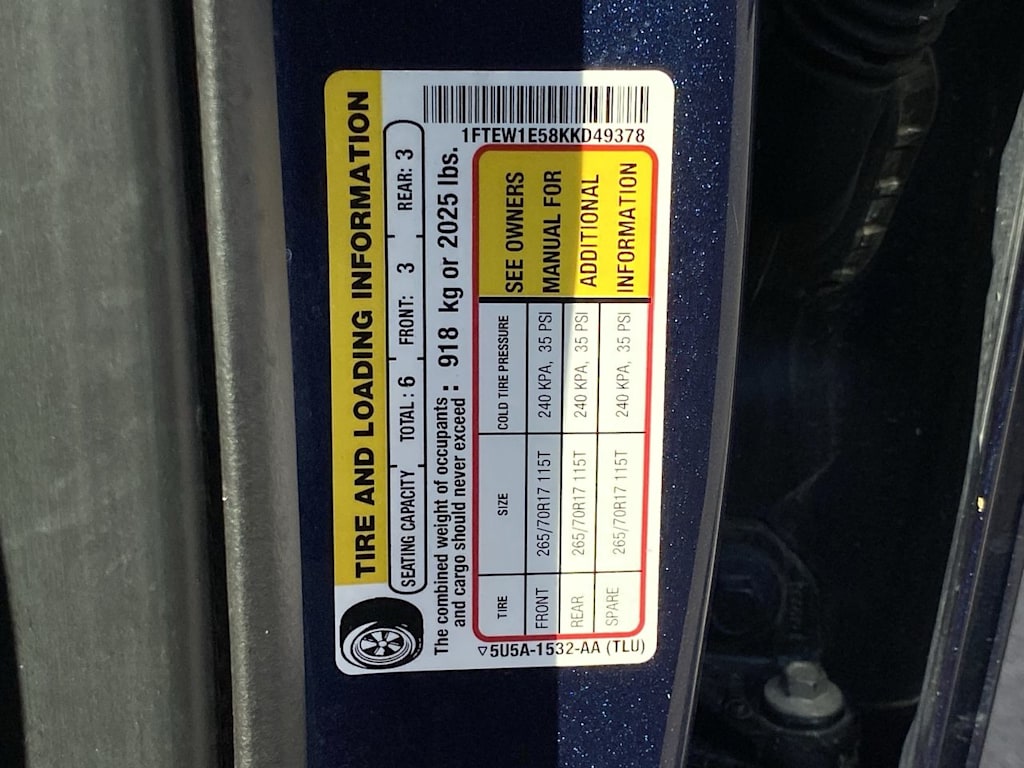 TIRE AND LOADING INFORMATION
SEATING CAPACITY TOTAL : 6 FRONT: 3 REAR: 3
The combined weight of occupants
and cargo should never exceed : 918 kg or 2025 lbs.
TIRE SIZE COLD TIRE PRESSURE
FRONT 265/70R17 115T 240 KPA, 35 PSI
REAR 265/70R17 115T 240 KPA, 35 PSI
SPARE 265/70R17 115T 240 KPA, 35 PSI
SEE OWNERS
MANUAL FOR
ADDITIONAL
INFORMATION
1FTEW1E58KKD49378
▽5U5A-1532-AA (TLU)